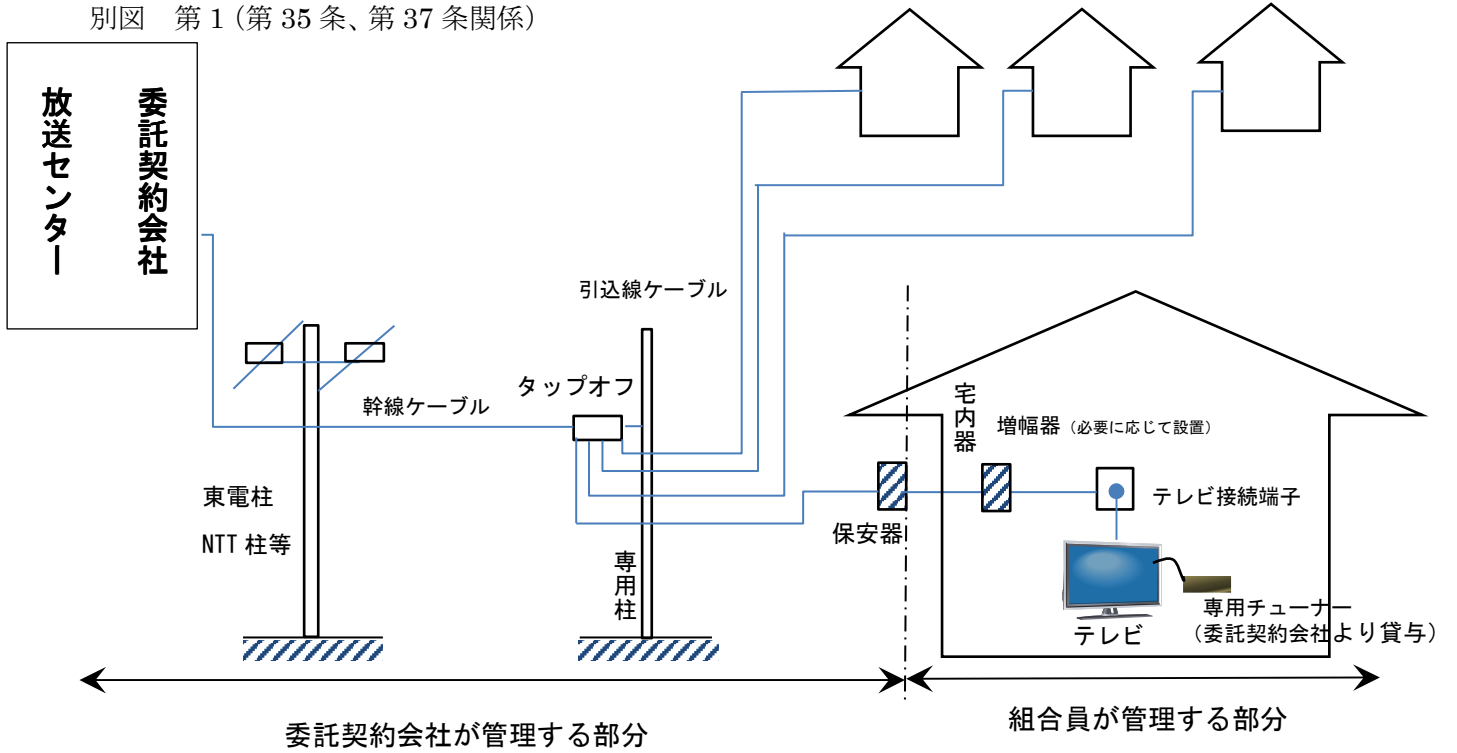 別図　第1(第35条、第37条関係)
委託契約会社
放送センター
引込線ケーブル
タップオフ
幹線ケーブル
宅内器
増幅器（必要に応じて設置）
東電柱
NTT柱等
テレビ接続端子
保安器
専用柱
専用チューナー
（委託契約会社より貸与）
テレビ
委託契約会社が管理する部分
組合員が管理する部分